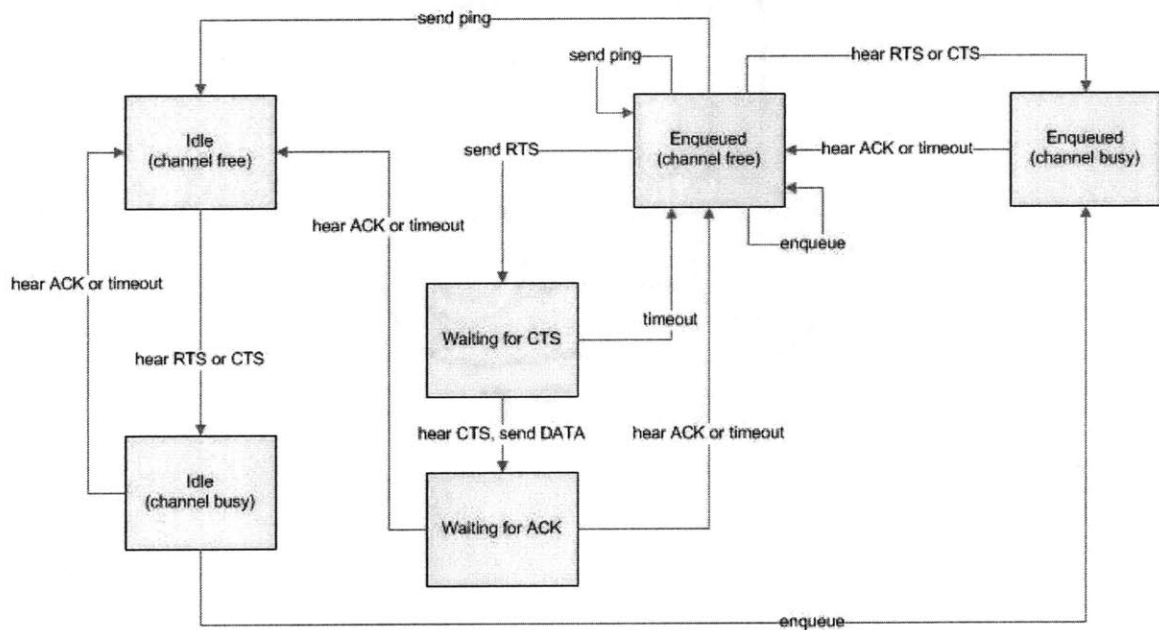 send ping
send ping
hear RTS or CTS
Idle
(channel free)
Enqueued
(channel free)
Enqueued
(channel busy)
send RTS
hear ACK or timeout
hear ACK or timeout
enqueue
hear ACK or timeout
Waiting for CTS
timeout
hear RTS or CTS
hear CTS, send DATA
hear ACK or timeout
Idle
(channel busy)
Waiting for ACK
enqueue